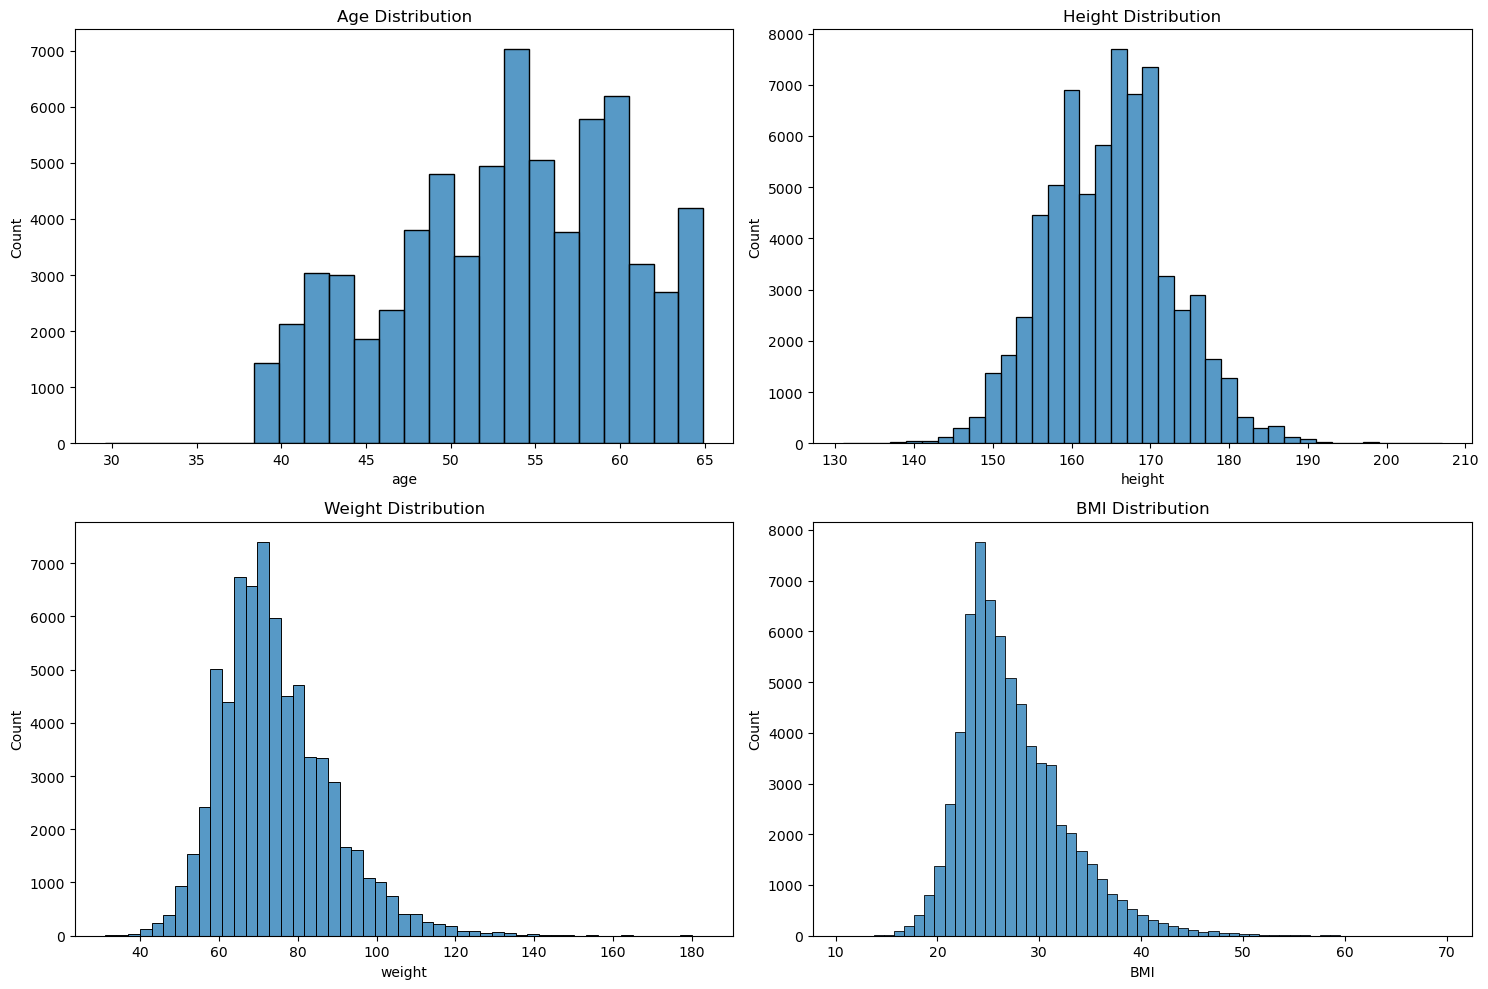 Age Distribution
7000
6000
5000
4000
3000
2000
1000
0
Count
30 35 40 45 50 55 60 65
age
Height Distribution
8000
7000
6000
5000
4000
3000
2000
1000
0
Count
130 140 150 160 170 180 190 200 210
height
Weight Distribution
7000
6000
5000
4000
3000
2000
1000
0
Count
40 60 80 100 120 140 160 180
weight
BMI Distribution
8000
7000
6000
5000
4000
3000
2000
1000
0
Count
10 20 30 40 50 60 70
BMI